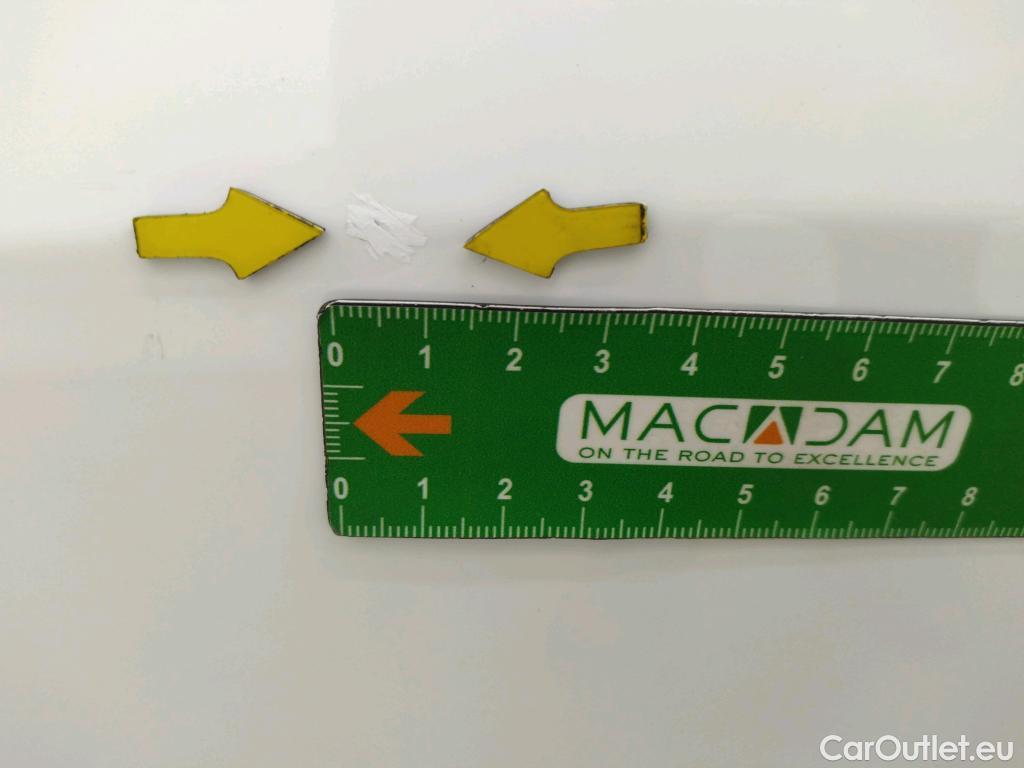 0 1 2 3 4 5 6 7 8
MACADAM
ON THE ROAD TO EXCELLENCE
0 1 2 3 4 5 6 7 8
CarOutlet.eu